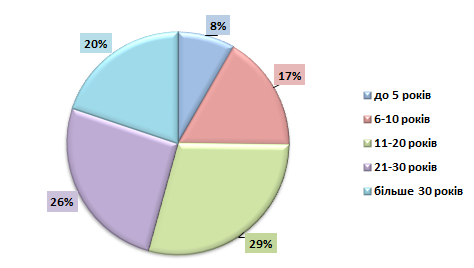 8%
20%
17%
до 5 років
6-10 років
11-20 років
21-30 років
більше 30 років
26%
29%